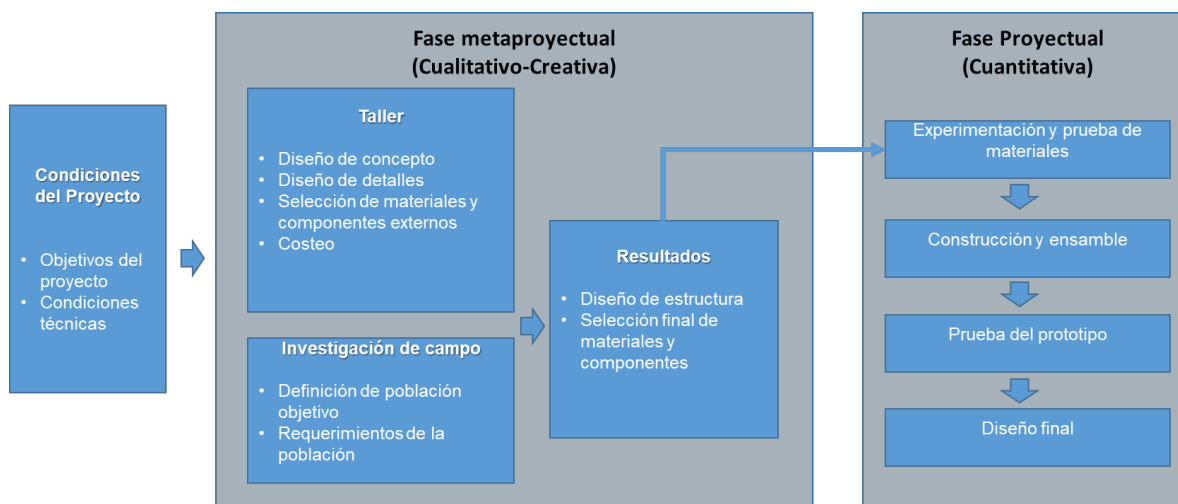 Condiciones
del Proyecto
• Objetivos del
proyecto
• Condiciones
técnicas
Fase metaproyectual
(Cualitativo-Creativa)
Taller
• Diseño de concepto
• Diseño de detalles
• Selección de materiales y
componentes externos
• Costeo
Investigación de campo
• Definición de población
objetivo
• Requerimientos de la
población
Resultados
• Diseño de estructura
• Selección final de
materiales y
componentes
Fase Proyectual
(Cuantitativa)
Experimentación y prueba de
materiales
Construcción y ensamble
Prueba del prototipo
Diseño final